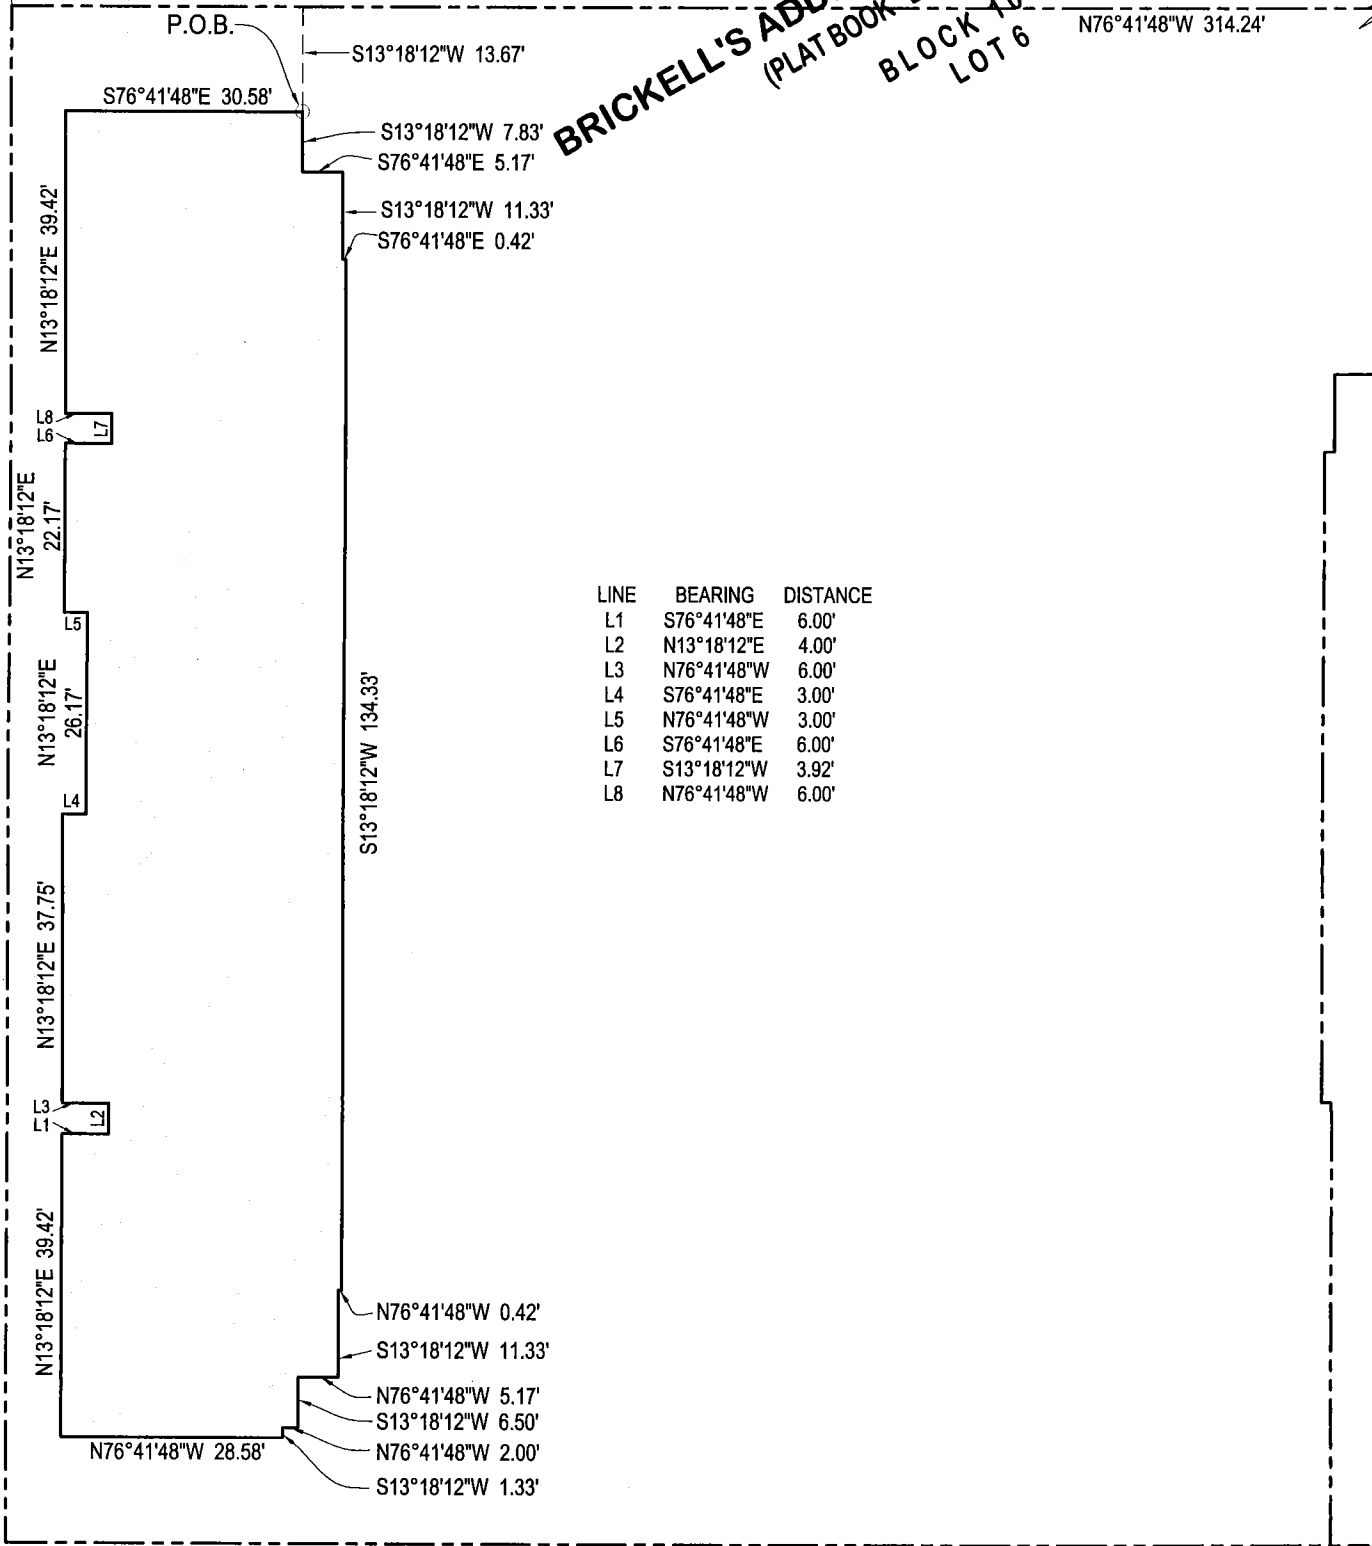 P.O.B.
S13°18'12"W 13.67'
BRICKELL'S
(PLAT BOOK
BLOCK
LOT 6
N76°41'48"W 314.24'
S76°41'48"E 30.58'
S13°18'12"W 7.83'
S76°41'48"E 5.17'
S13°18'12"W 11.33'
S76°41'48"E 0.42'
N13°18'12"E 39.42'
L8
L7
L6
N13°18'12"E
22.17'
L5
N13°18'12"E
26.17'
L4
S13°18'12"W 134.33'
LINE BEARING DISTANCE
L1 S76°41'48"E 6.00'
L2 N13°18'12"E 4.00'
L3 N76°41'48"W 6.00'
L4 S76°41'48"E 3.00'
L5 N76°41'48"W 3.00'
L6 S76°41'48"E 6.00'
L7 S13°18'12"W 3.92'
L8 N76°41'48"W 6.00'
N13°18'12"E 37.75'
L3
L2
L1
N13°18'12"E 39.42'
N76°41'48"W 0.42'
S13°18'12"W 11.33'
N76°41'48"W 5.17'
S13°18'12"W 6.50'
N76°41'48"W 2.00'
S13°18'12"W 1.33'
N76°41'48"W 28.58'